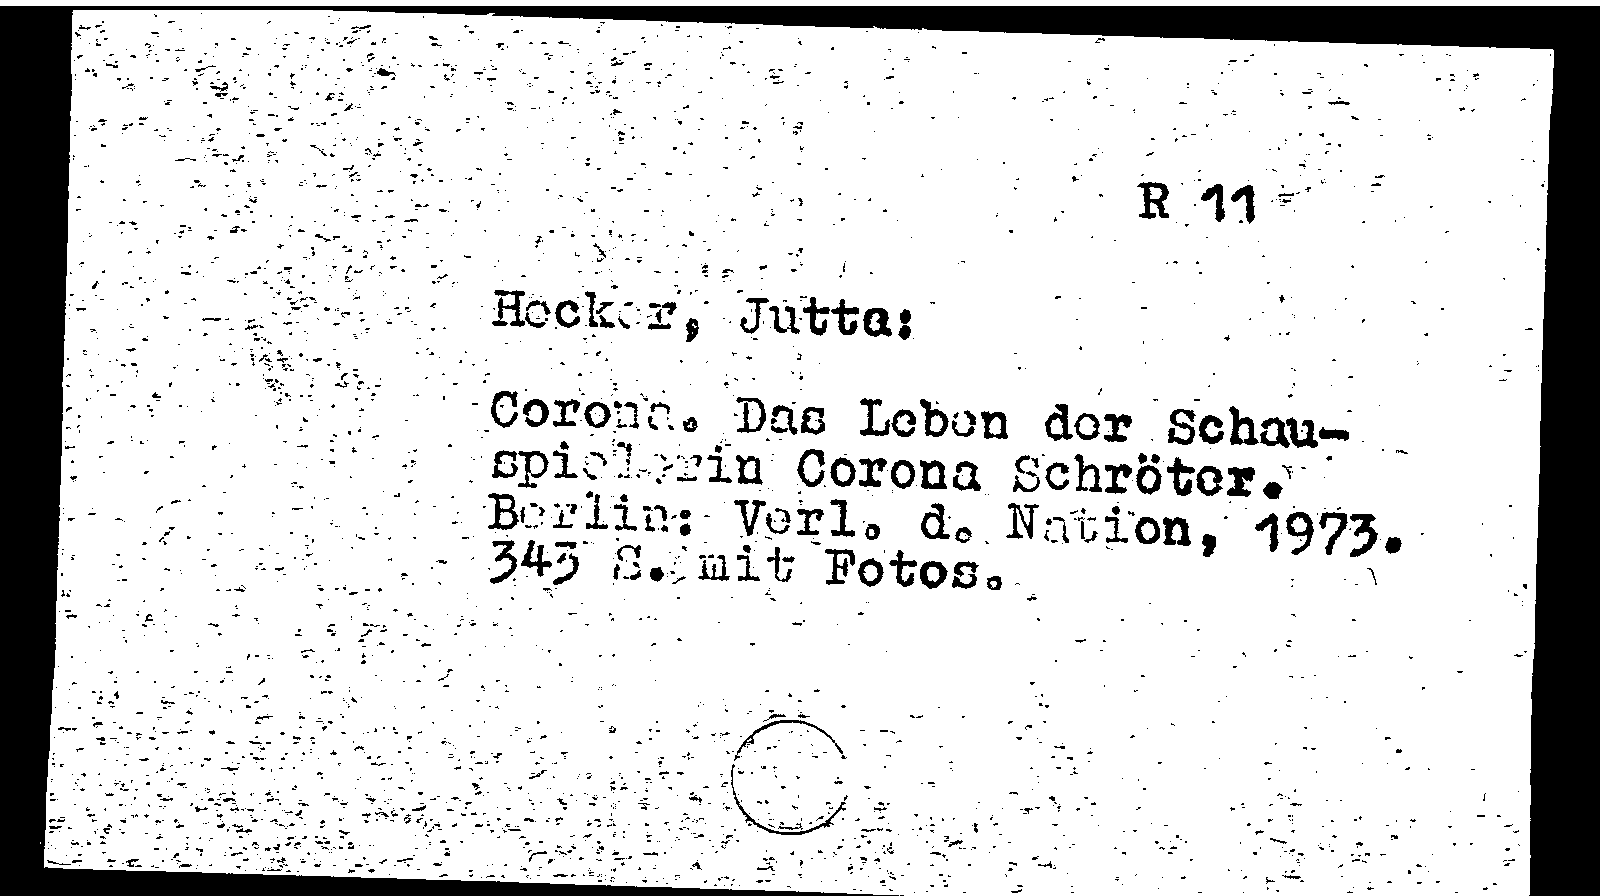 R 11
Hecker, Jutta:
Corona. Das Leben der Schau-
spielerin Corona Schröter.
Berlin: Verl. d. Nation, 1973.
343 S. mit Fotos.